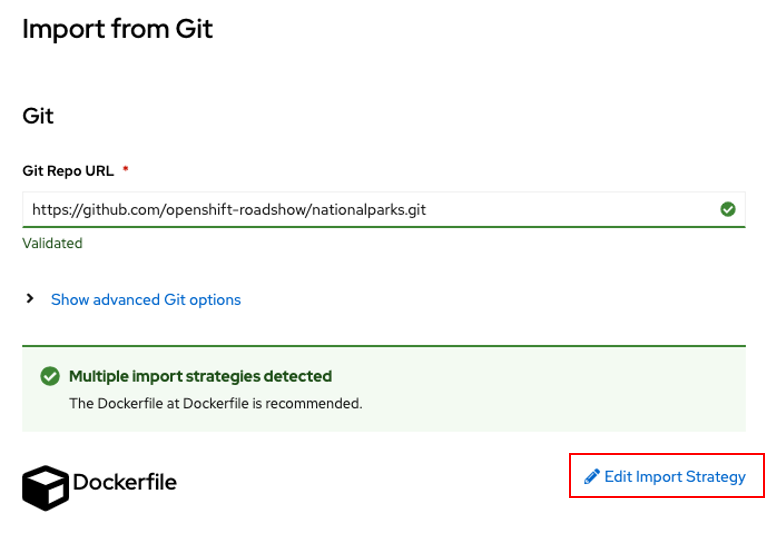 Import from Git
Git
Git Repo URL *
https://github.com/openshift-roadshow/nationalparks.git
Validated
Show advanced Git options
Multiple import strategies detected
The Dockerfile at Dockerfile is recommended.
Dockerfile
Edit Import Strategy